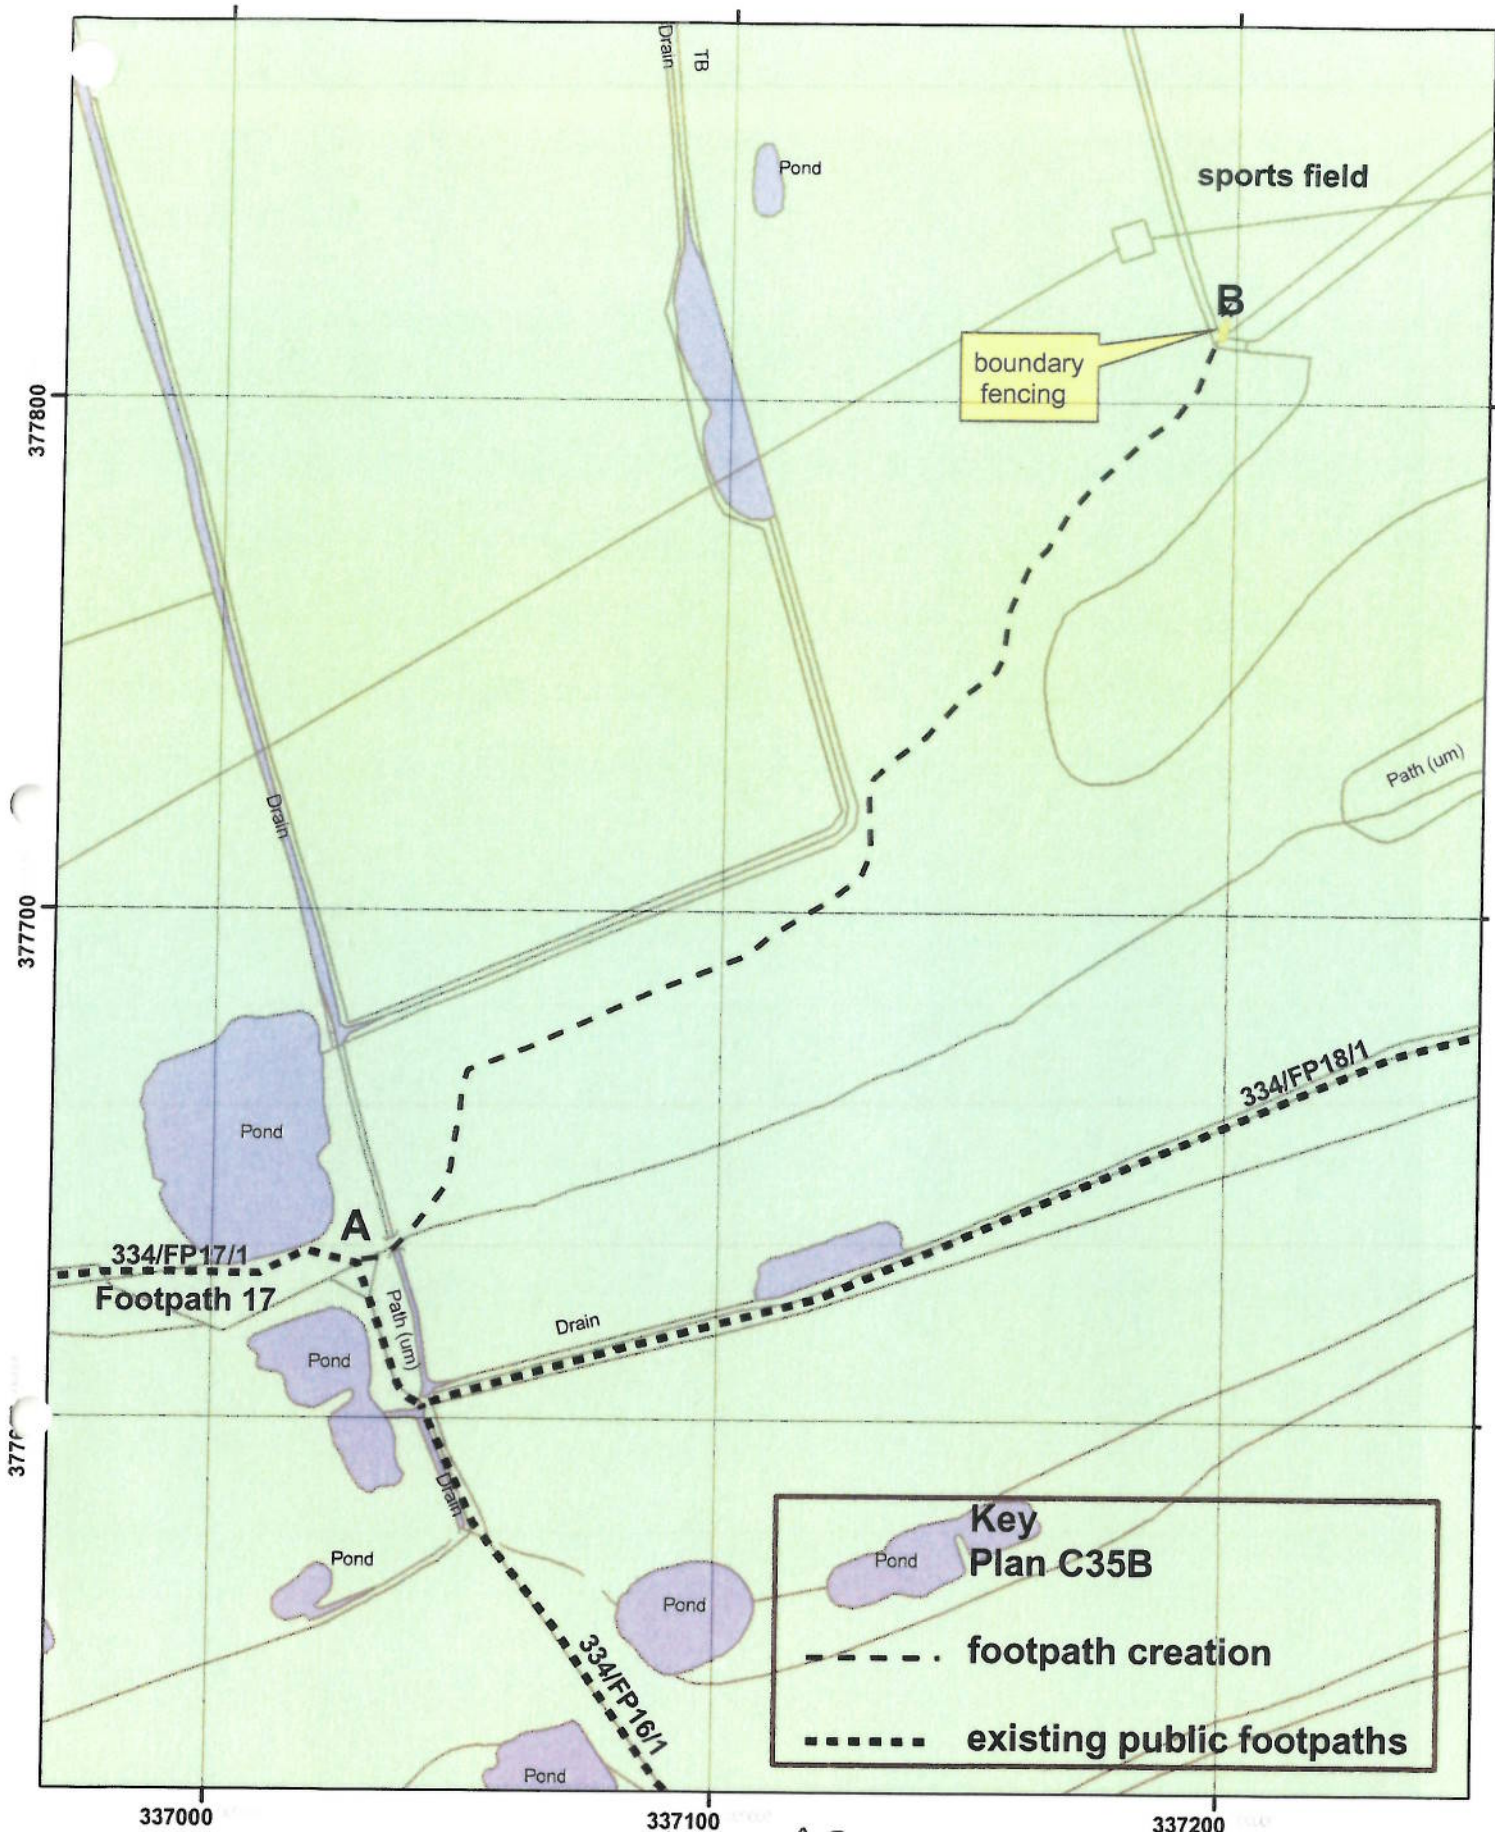 Drain
TB
Pond
sports field
B
boundary
fencing
377800
Drain
Path (um)
377700
Pond
334/FP18/1
A
334/FP17/1
Footpath 17
Path (um)
Drain
Pond
Drain
Key
Plan C35B
Pond
Pond
Pond
footpath creation
334/FP16/1
existing public footpaths
Pond
337000
337100
337200